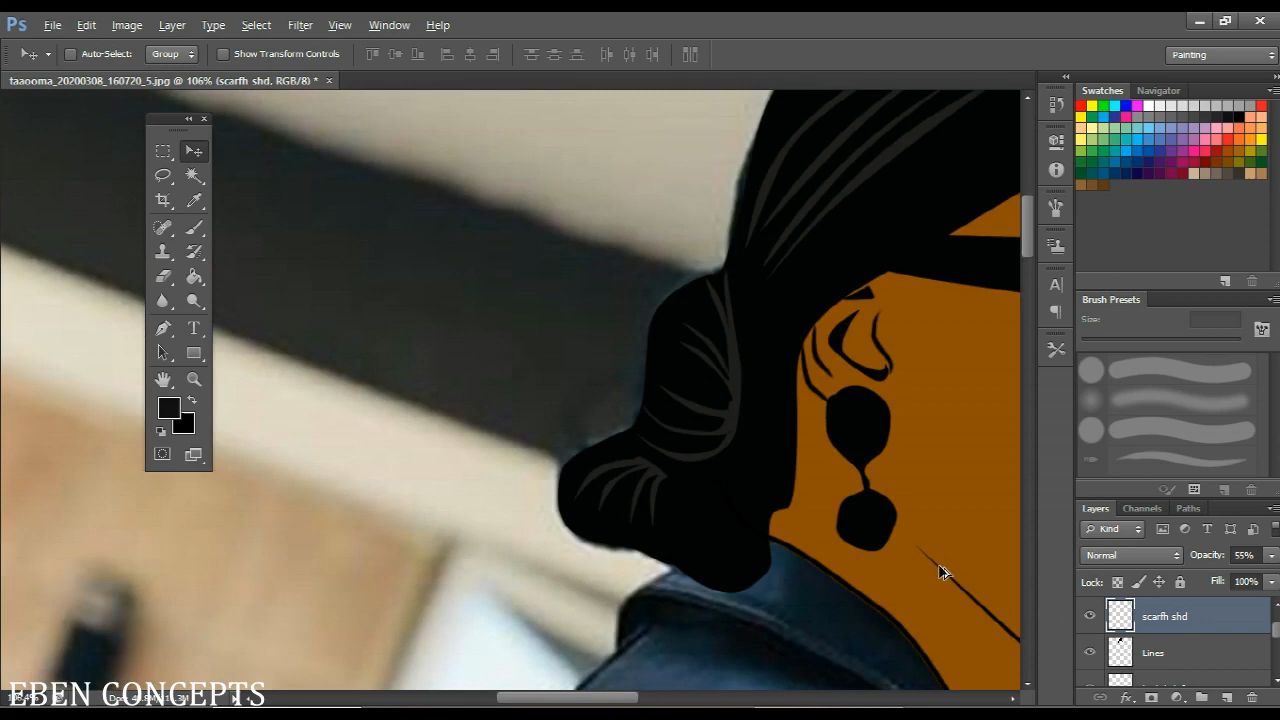 Ps File Edit Image Layer Type Select Filter View Window Help
Auto-Select: Group Show Transform Controls Painting
taaooma_20200308_160720_5.jpg @ 106% (scarfh shd, RGB/8) * ×
Swatches Navigator
Brush Presets
Size:
Layers Channels Paths
Kind
Normal Opacity: 55%
Lock: Fill: 100%
scarfh shd
Lines
EBEN CONCEPTS